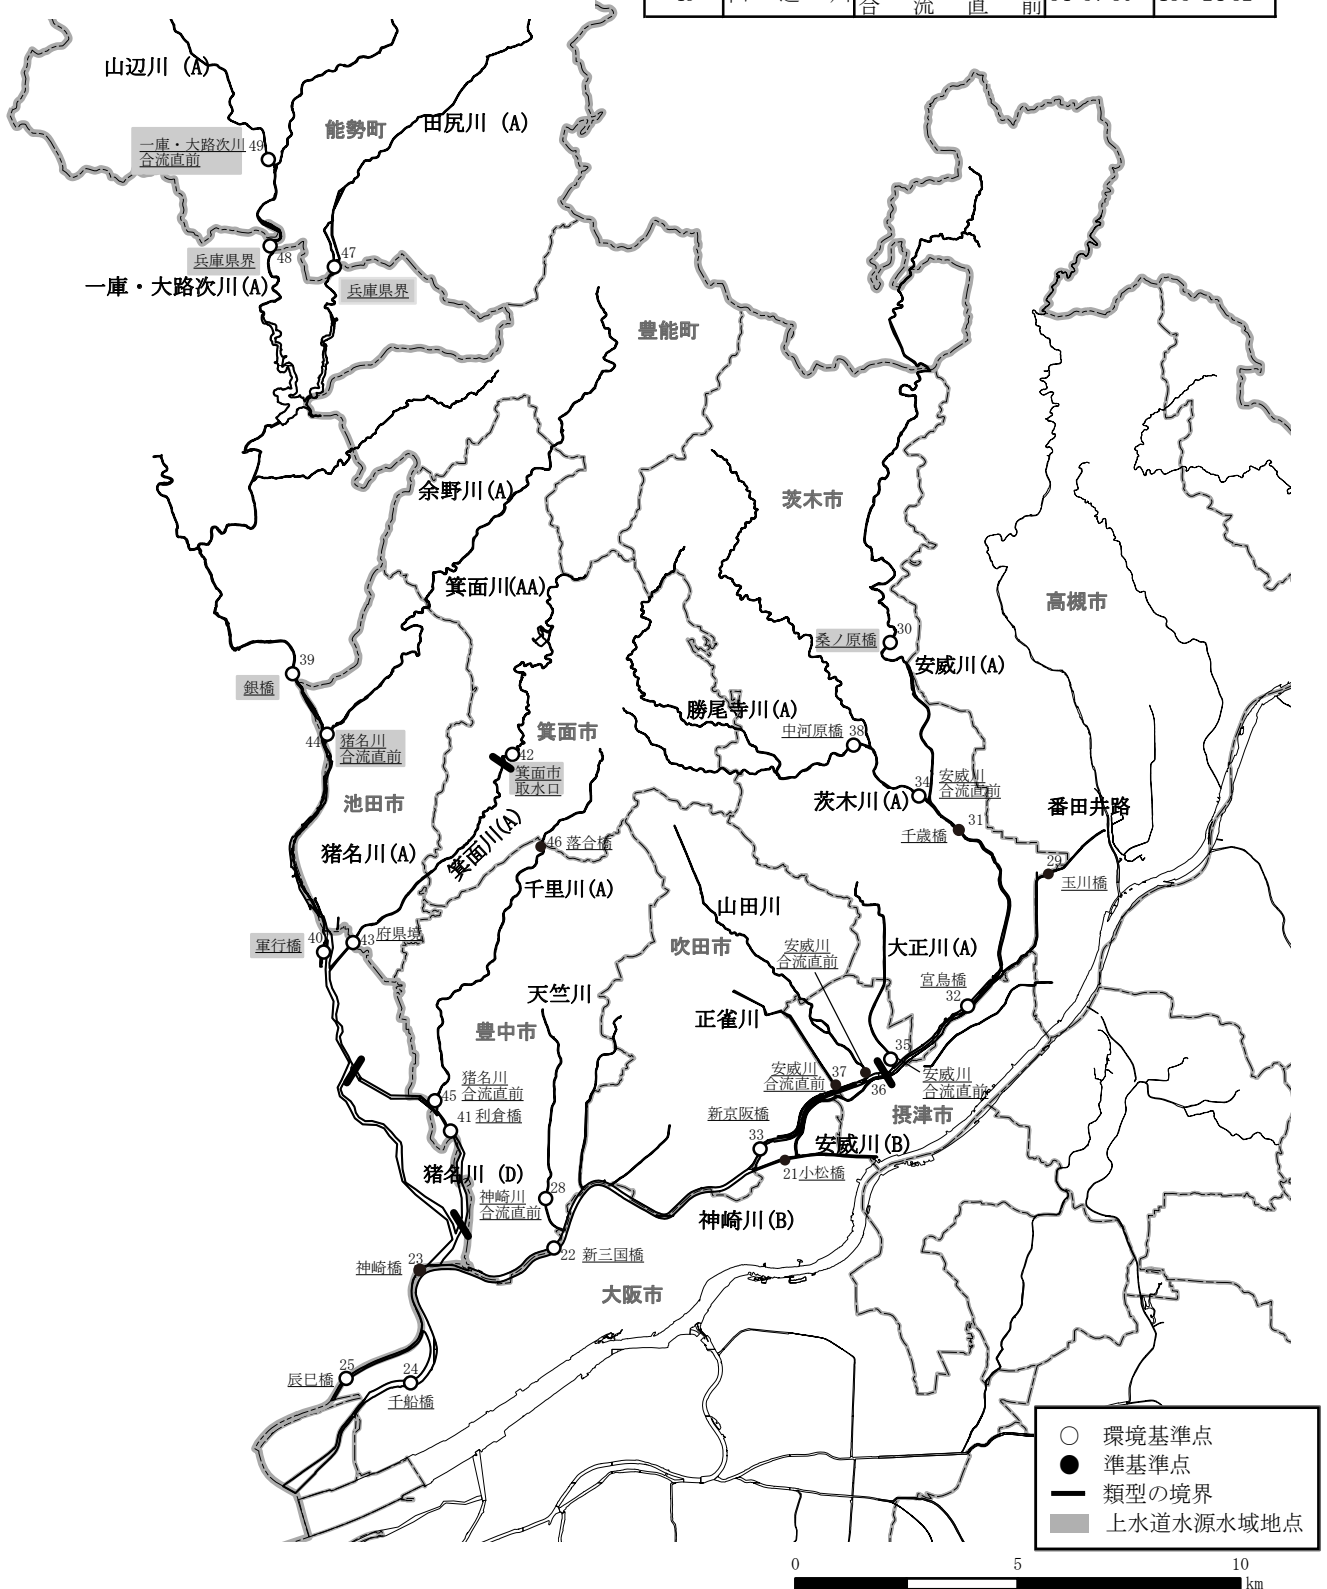 合流直前
山辺川 (A)
能勢町
田尻川 (A)
一庫・大路次川
合流直前
49
兵庫県界
48
47
兵庫県界
一庫・大路次川(A)
豊能町
余野川(A)
茨木市
箕面川(AA)
高槻市
桑ノ原橋
30
安威川(A)
39
銀橋
勝尾寺川(A)
44
猪名川
合流直前
箕面市
中河原橋
38
42
箕面市
取水口
池田市
茨木川(A)
34
安威川
合流直前
番田井路
31
千歳橋
猪名川(A)
箕面川(A)
46
落合橋
29
玉川橋
千里川(A)
山田川
吹田市
大正川(A)
軍行橋
40
43
府県境
安威川
合流直前
宮鳥橋
32
天竺川
正雀川
豊中市
35
安威川
合流直前
37
安威川
合流直前
36
猪名川
合流直前
45
摂津市
41
利倉橋
新京阪橋
33
安威川(B)
21
小松橋
猪名川 (D)
神崎川
合流直前
28
神崎川(B)
22
新三国橋
神崎橋
23
大阪市
25
辰巳橋
24
千船橋
環境基準点
準基準点
類型の境界
上水道水源水域地点
0
5
10
km